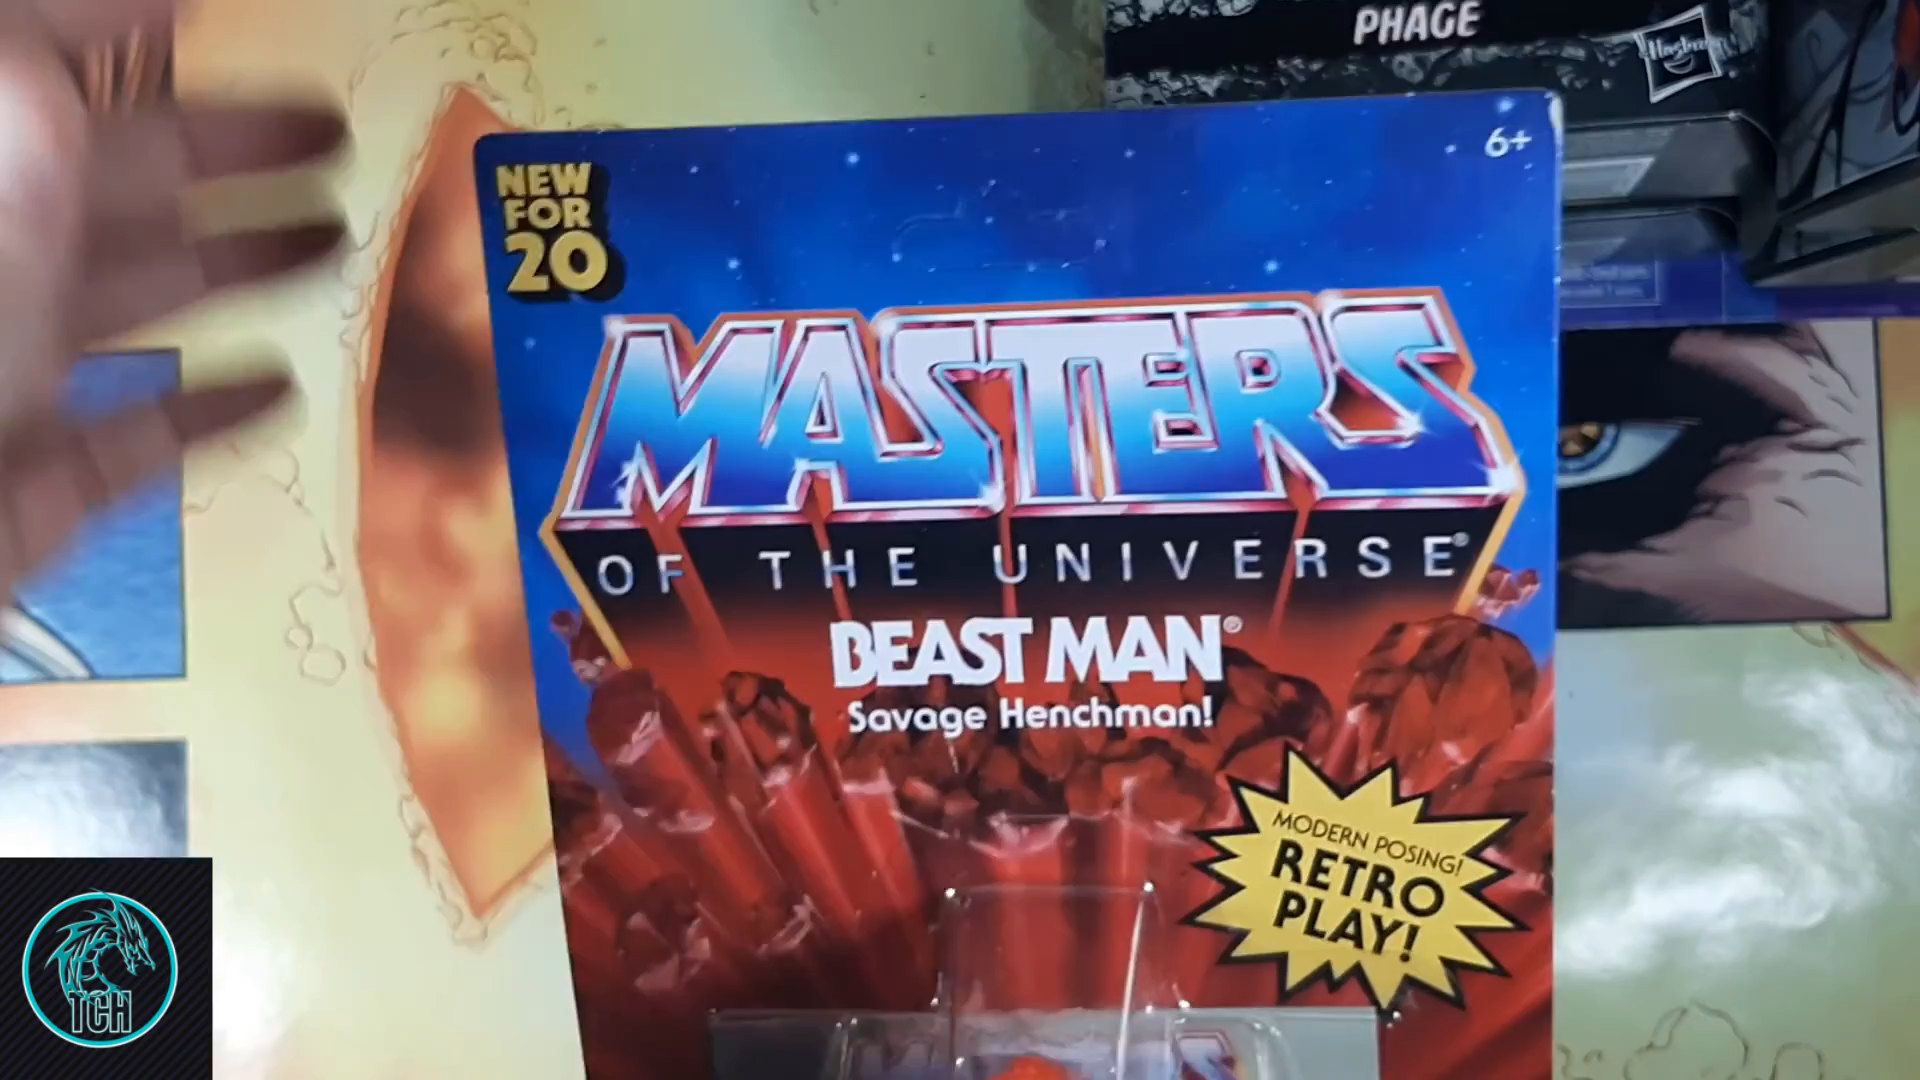 PHAGE
Hasbro
6+
NEW
FOR
20
MASTERS
OF THE UNIVERSE®
BEAST MAN®
Savage Henchman!
MODERN POSING!
RETRO
PLAY!
TCH